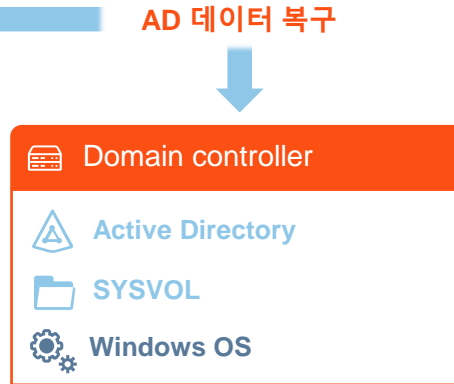 AD 데이터 복구
Domain controller
Active Directory
SYSVOL
Windows OS